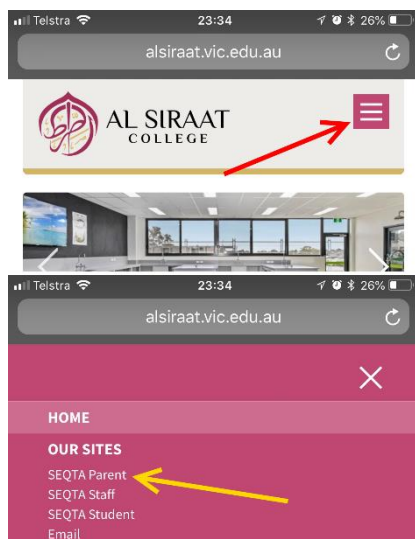 Telstra 23:34 26%
alsiraat.vic.edu.au
AL SIRAAT
COLLEGE
Telstra 23:34 26%
alsiraat.vic.edu.au
HOME
OUR SITES
SEQTA Parent
SEQTA Staff
SEQTA Student
Email